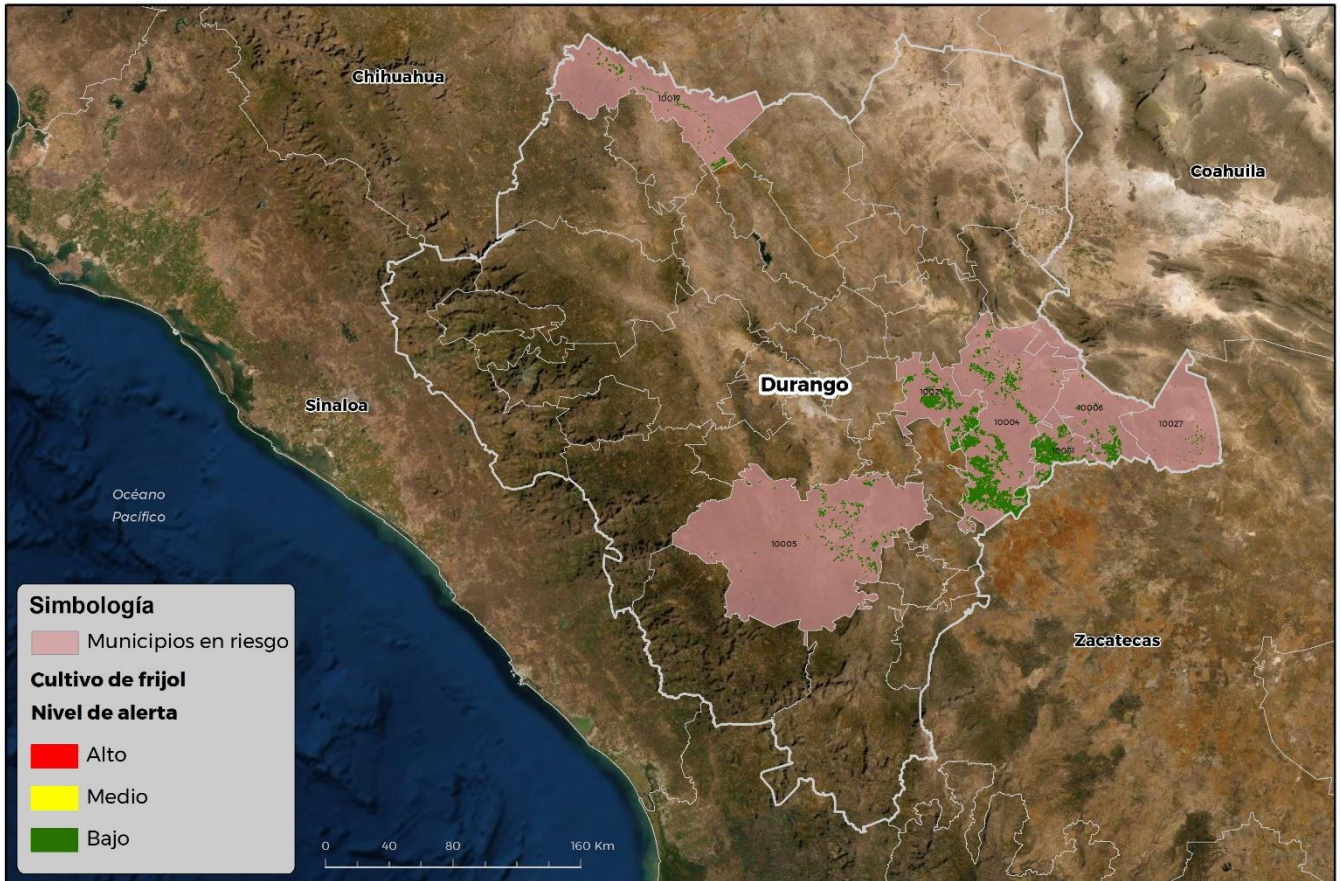 Chihuahua
10017
Coahuila
Durango
Sinaloa
10004
10006
10027
Océano
Pacífico
10005
Zacatecas
Simbología
Municipios en riesgo
Cultivo de frijol
Nivel de alerta
Alto
Medio
Bajo
0 40 80 160 Km